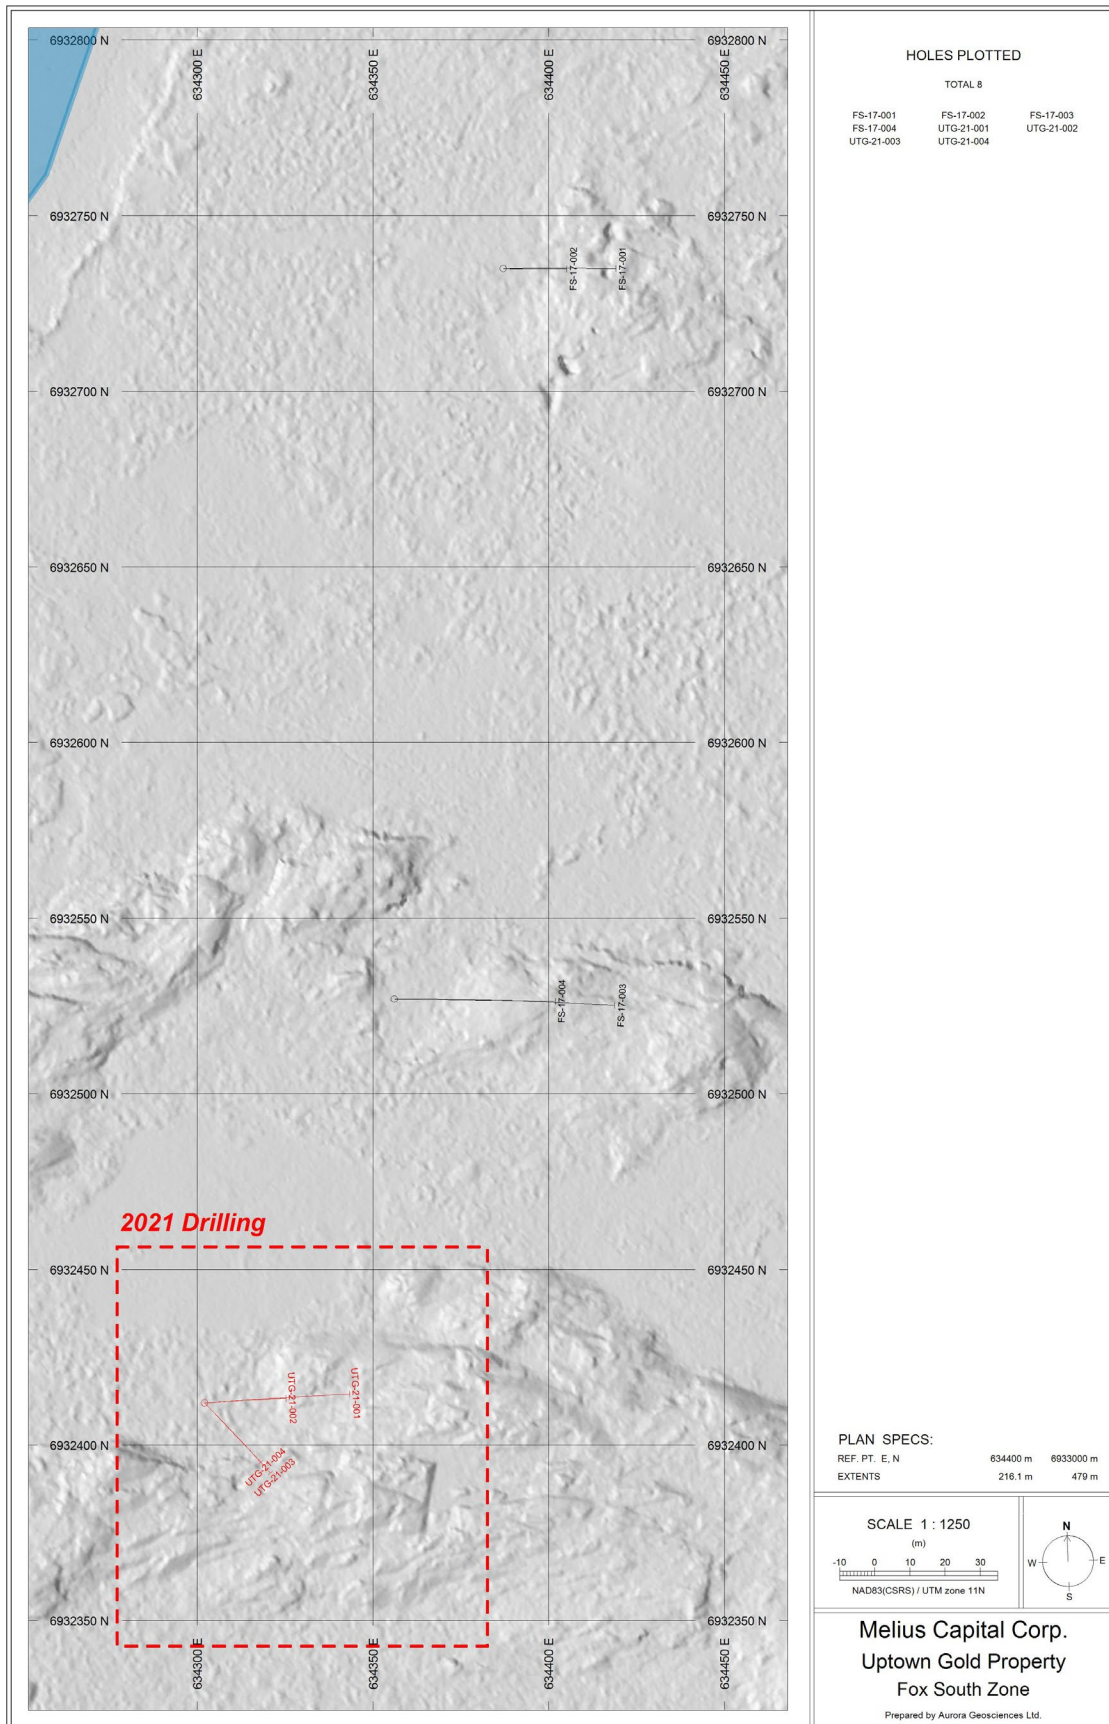 6932800 N
6932800 N
634300 E
634350 E
634400 E
634450 E
6932750 N
6932750 N
FS-17-002
FS-17-001
6932700 N
6932700 N
6932650 N
6932650 N
6932600 N
6932600 N
6932550 N
6932550 N
FS-17-004
FS-17-003
6932500 N
6932500 N
2021 Drilling
6932450 N
6932450 N
UTG-21-002
UTG-21-001
6932400 N
6932400 N
UTG-21-004
UTG-21-003
6932350 N
6932350 N
634300 E
634350 E
634400 E
634450 E
HOLES PLOTTED
TOTAL 8
FS-17-001 FS-17-002 FS-17-003
FS-17-004 UTG-21-001 UTG-21-002
UTG-21-003 UTG-21-004
PLAN SPECS:
REF. PT. E, N 634400 m 6933000 m
EXTENTS 216.1 m 479 m
SCALE 1 : 1250
(m)
-10 0 10 20 30
NAD83(CSRS) / UTM zone 11N
N
W E
S
Melius Capital Corp.
Uptown Gold Property
Fox South Zone
Prepared by Aurora Geosciences Ltd.